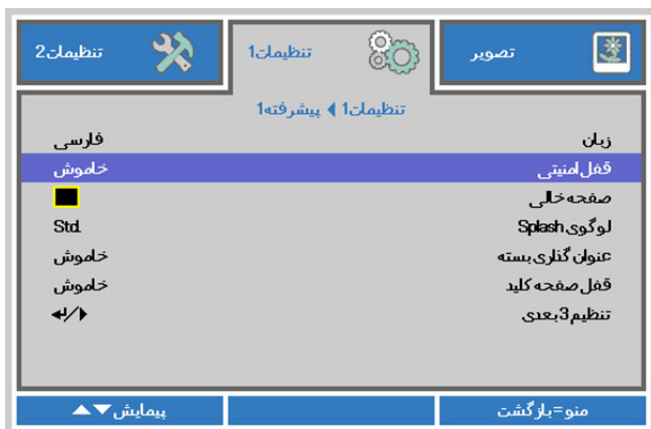 تصویر
تنظیمات1
تنظیمات2
تنظیمات1 ◀ پیشرفته1
زبان فارسی
قفل امنیتی خاموش
صفحه خالی
لوگوی Splash Std.
عنوان گذاری بسته خاموش
قفل صفحه کلید خاموش
تنظیم 3 بعدی ↵/▶
منو=بازگشت
پیمایش▼▲